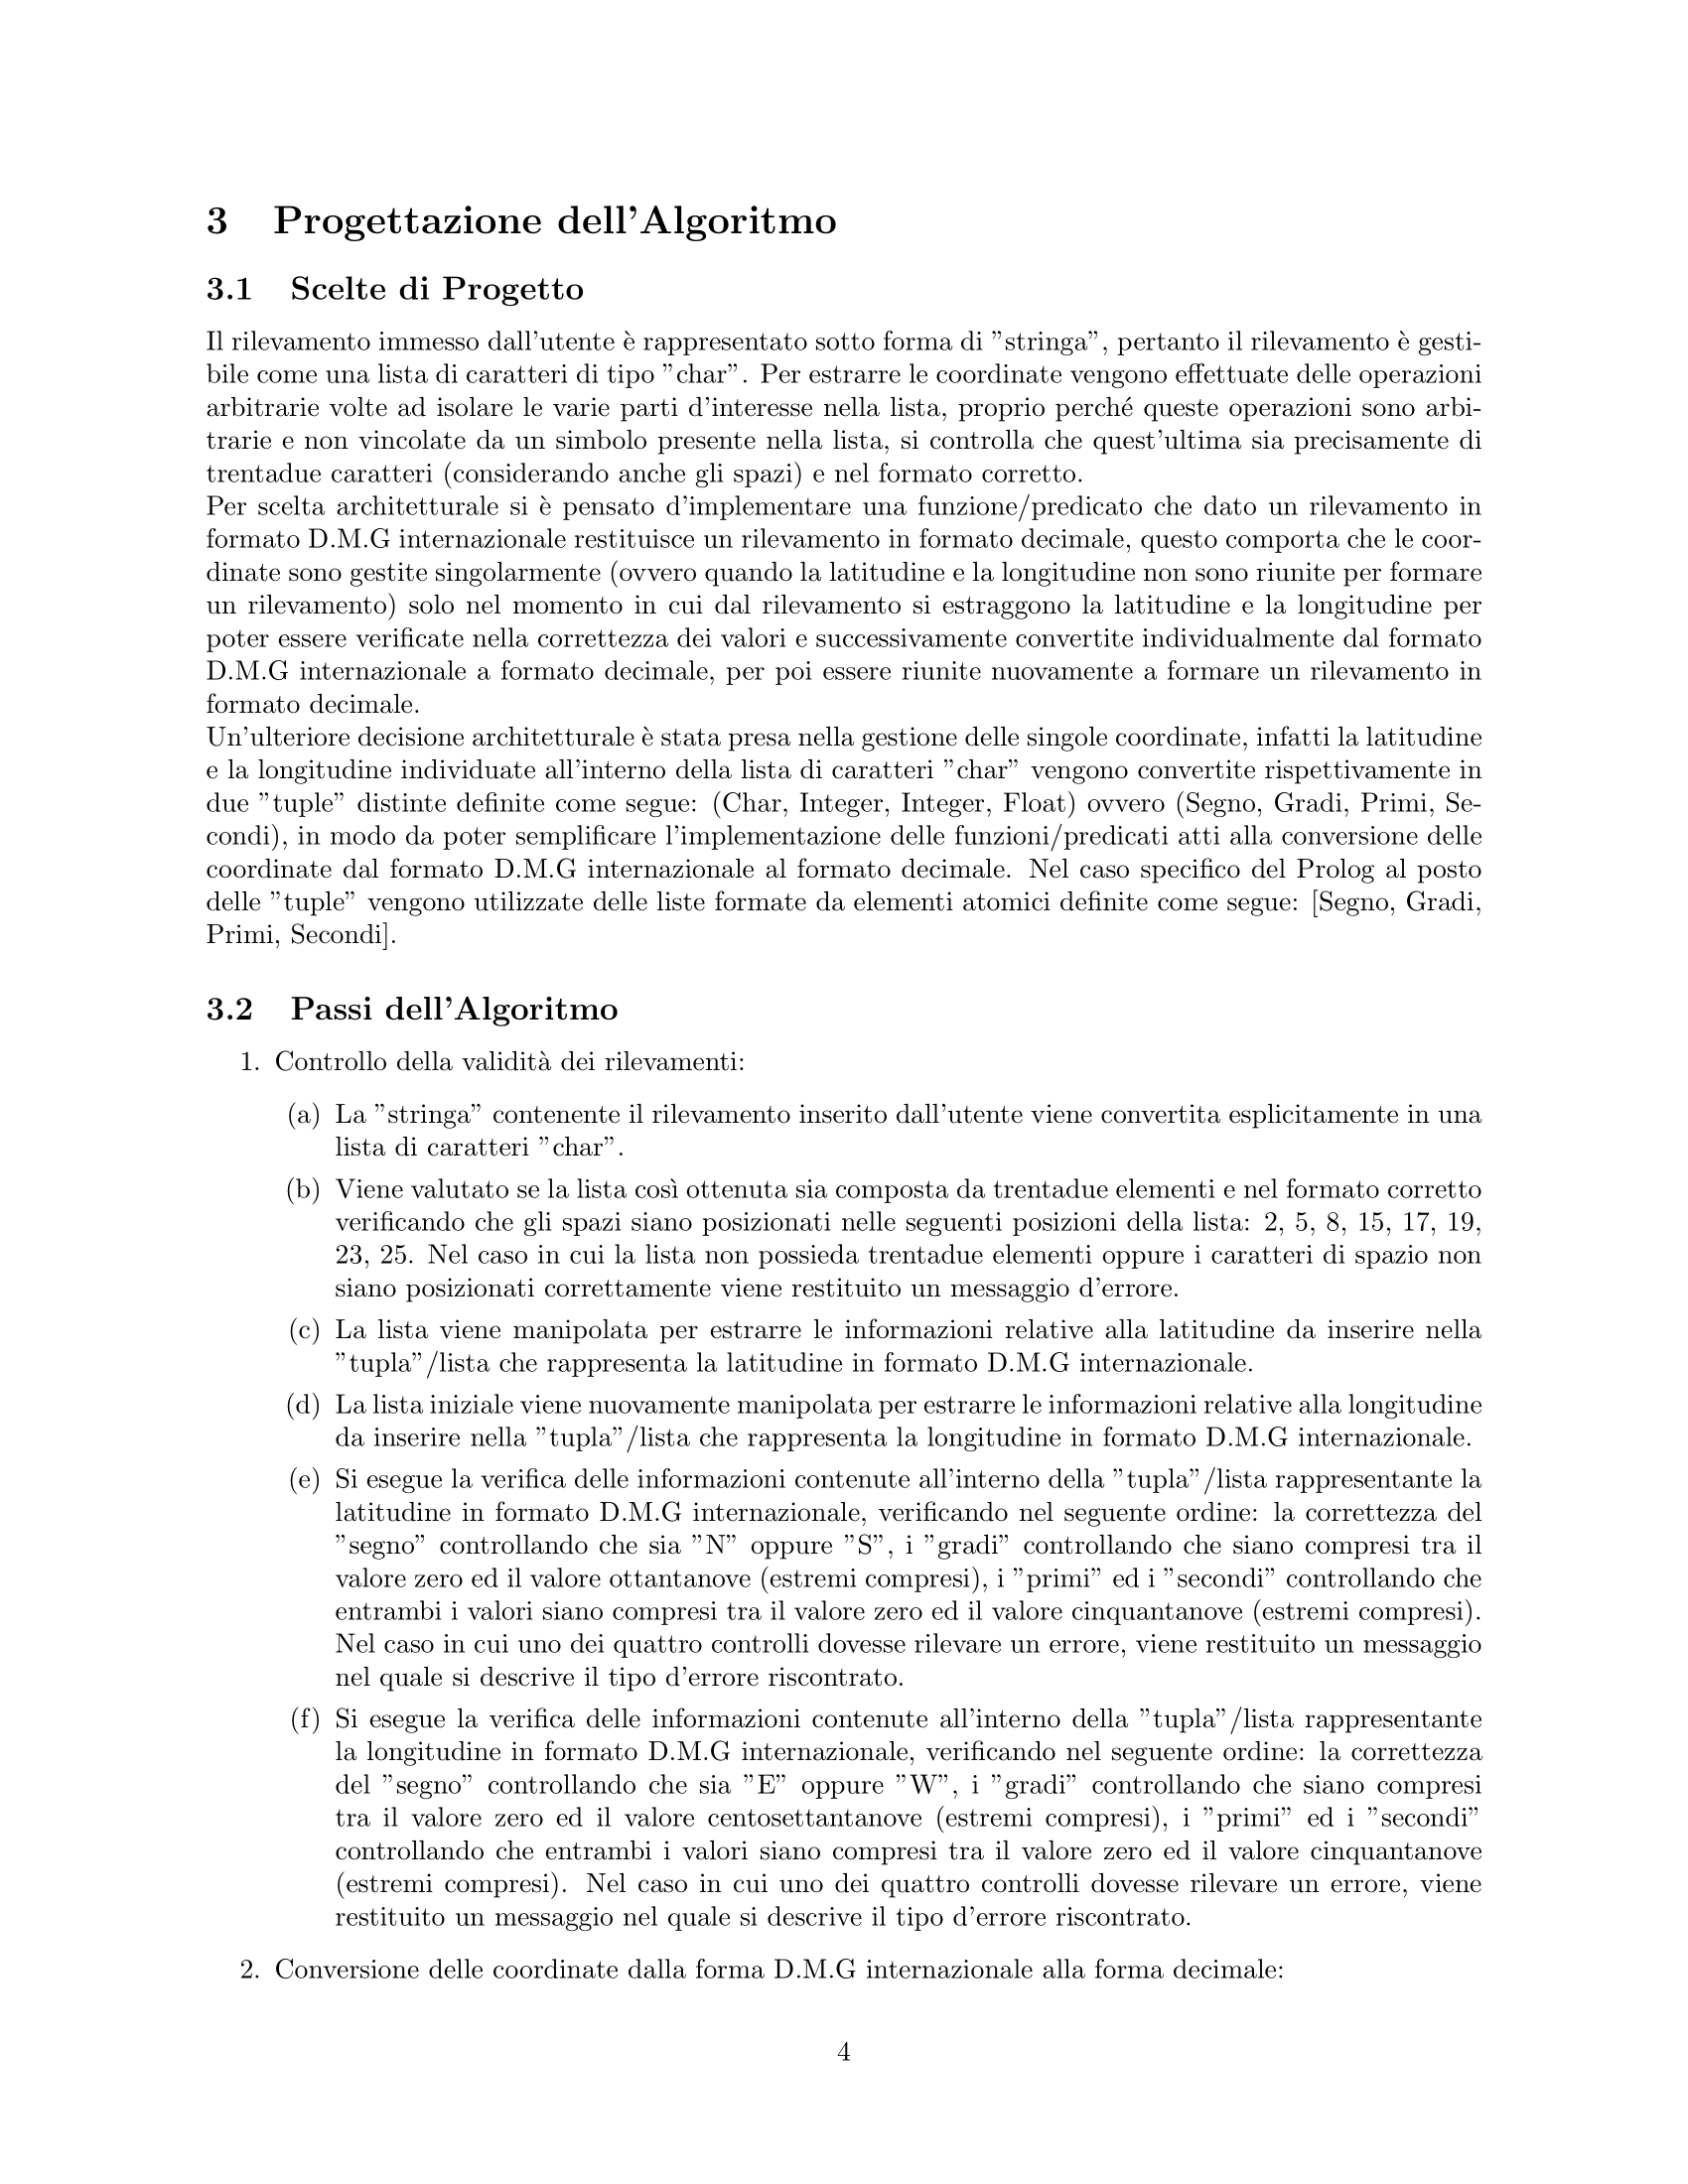 3 Progettazione dell'Algoritmo
3.1 Scelte di Progetto
Il rilevamento immesso dall'utente è rappresentato sotto forma di "stringa", pertanto il rilevamento è gesti-
bile come una lista di caratteri di tipo "char". Per estrarre le coordinate vengono effettuate delle operazioni
arbitrarie volte ad isolare le varie parti d'interesse nella lista, proprio perché queste operazioni sono arbi-
trarie e non vincolate da un simbolo presente nella lista, si controlla che quest'ultima sia precisamente di
trentadue caratteri (considerando anche gli spazi) e nel formato corretto.
Per scelta architetturale si è pensato d'implementare una funzione/predicato che dato un rilevamento in
formato D.M.G internazionale restituisce un rilevamento in formato decimale, questo comporta che le coor-
dinate sono gestite singolarmente (ovvero quando la latitudine e la longitudine non sono riunite per formare
un rilevamento) solo nel momento in cui dal rilevamento si estraggono la latitudine e la longitudine per
poter essere verificate nella correttezza dei valori e successivamente convertite individualmente dal formato
D.M.G internazionale a formato decimale, per poi essere riunite nuovamente a formare un rilevamento in
formato decimale.
Un'ulteriore decisione architetturale è stata presa nella gestione delle singole coordinate, infatti la latitudine
e la longitudine individuate all'interno della lista di caratteri "char" vengono convertite rispettivamente in
due "tuple" distinte definite come segue: (Char, Integer, Integer, Float) ovvero (Segno, Gradi, Primi, Se-
condi), in modo da poter semplificare l'implementazione delle funzioni/predicati atti alla conversione delle
coordinate dal formato D.M.G internazionale al formato decimale. Nel caso specifico del Prolog al posto
delle "tuple" vengono utilizzate delle liste formate da elementi atomici definite come segue: [Segno, Gradi,
Primi, Secondi].
3.2 Passi dell'Algoritmo
1. Controllo della validità dei rilevamenti:
(a) La "stringa" contenente il rilevamento inserito dall'utente viene convertita esplicitamente in una
lista di caratteri "char".
(b) Viene valutato se la lista così ottenuta sia composta da trentadue elementi e nel formato corretto
verificando che gli spazi siano posizionati nelle seguenti posizioni della lista: 2, 5, 8, 15, 17, 19,
23, 25. Nel caso in cui la lista non possieda trentadue elementi oppure i caratteri di spazio non
siano posizionati correttamente viene restituito un messaggio d'errore.
(c) La lista viene manipolata per estrarre le informazioni relative alla latitudine da inserire nella
"tupla"/lista che rappresenta la latitudine in formato D.M.G internazionale.
(d) La lista iniziale viene nuovamente manipolata per estrarre le informazioni relative alla longitudine
da inserire nella "tupla"/lista che rappresenta la longitudine in formato D.M.G internazionale.
(e) Si esegue la verifica delle informazioni contenute all'interno della "tupla"/lista rappresentante la
latitudine in formato D.M.G internazionale, verificando nel seguente ordine: la correttezza del
"segno" controllando che sia "N" oppure "S", i "gradi" controllando che siano compresi tra il
valore zero ed il valore ottantanove (estremi compresi), i "primi" ed i "secondi" controllando che
entrambi i valori siano compresi tra il valore zero ed il valore cinquantanove (estremi compresi).
Nel caso in cui uno dei quattro controlli dovesse rilevare un errore, viene restituito un messaggio
nel quale si descrive il tipo d'errore riscontrato.
(f) Si esegue la verifica delle informazioni contenute all'interno della "tupla"/lista rappresentante
la longitudine in formato D.M.G internazionale, verificando nel seguente ordine: la correttezza
del "segno" controllando che sia "E" oppure "W", i "gradi" controllando che siano compresi
tra il valore zero ed il valore centosettantanove (estremi compresi), i "primi" ed i "secondi"
controllando che entrambi i valori siano compresi tra il valore zero ed il valore cinquantanove
(estremi compresi). Nel caso in cui uno dei quattro controlli dovesse rilevare un errore, viene
restituito un messaggio nel quale si descrive il tipo d'errore riscontrato.
2. Conversione delle coordinate dalla forma D.M.G internazionale alla forma decimale:
4